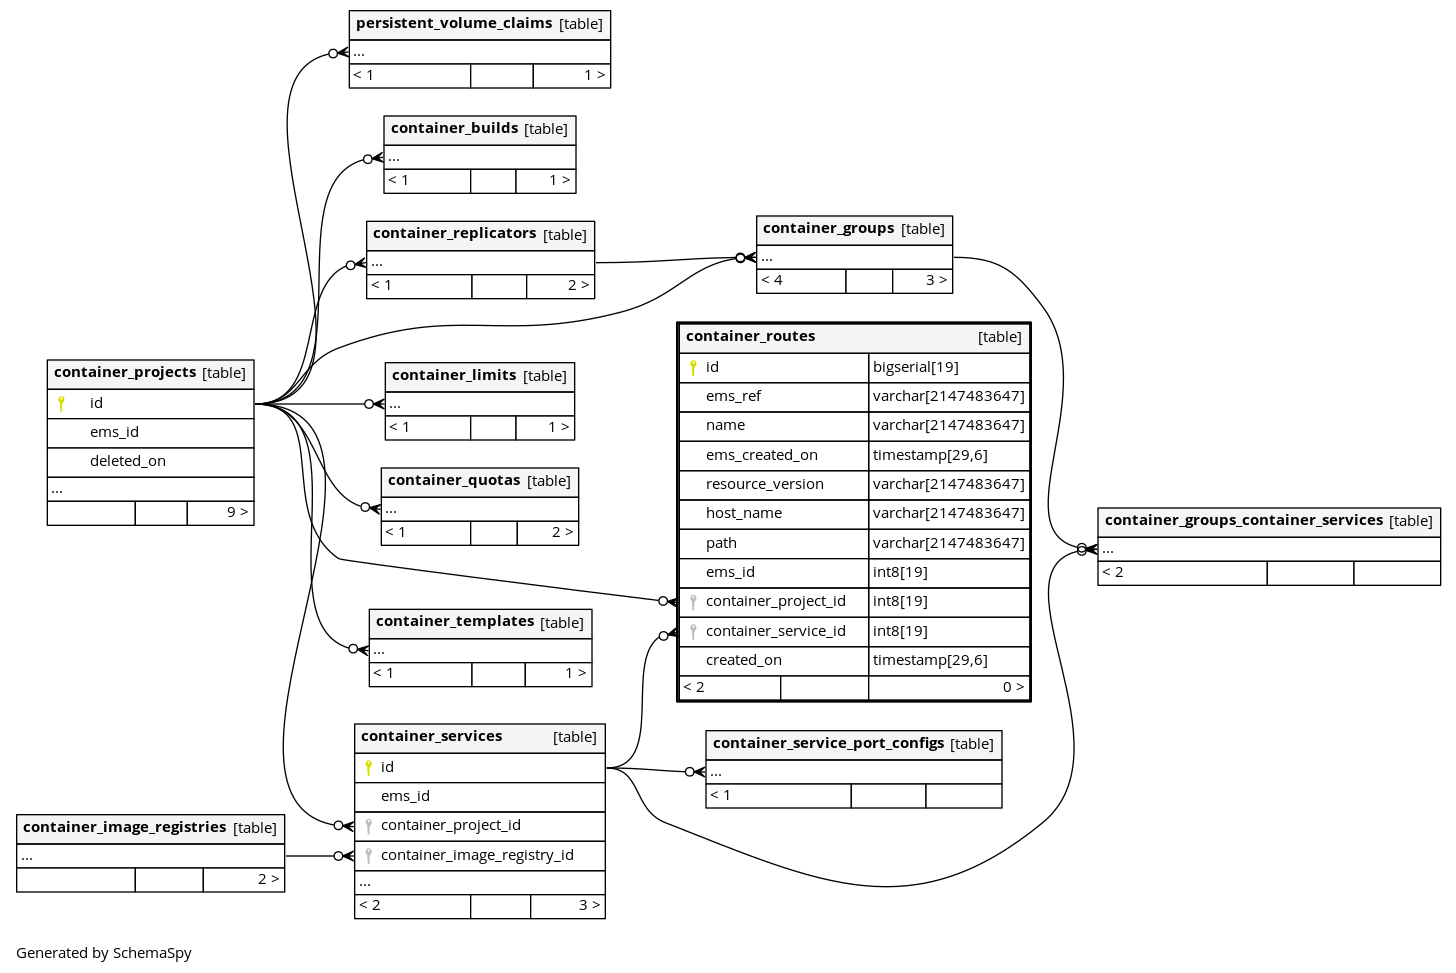 persistent_volume_claims [table]
...
< 1 1 >
container_builds [table]
...
< 1 1 >
container_replicators [table]
...
< 1 2 >
container_groups [table]
...
< 4 3 >
container_projects [table]
id
ems_id
deleted_on
...
9 >
container_limits [table]
...
< 1 1 >
container_quotas [table]
...
< 1 2 >
container_routes [table]
id bigserial[19]
ems_ref varchar[2147483647]
name varchar[2147483647]
ems_created_on timestamp[29,6]
resource_version varchar[2147483647]
host_name varchar[2147483647]
path varchar[2147483647]
ems_id int8[19]
container_project_id int8[19]
container_service_id int8[19]
created_on timestamp[29,6]
< 2 0 >
container_groups_container_services [table]
...
< 2
container_templates [table]
...
< 1 1 >
container_services [table]
id
ems_id
container_project_id
container_image_registry_id
...
< 2 3 >
container_service_port_configs [table]
...
< 1
container_image_registries [table]
...
2 >
Generated by SchemaSpy